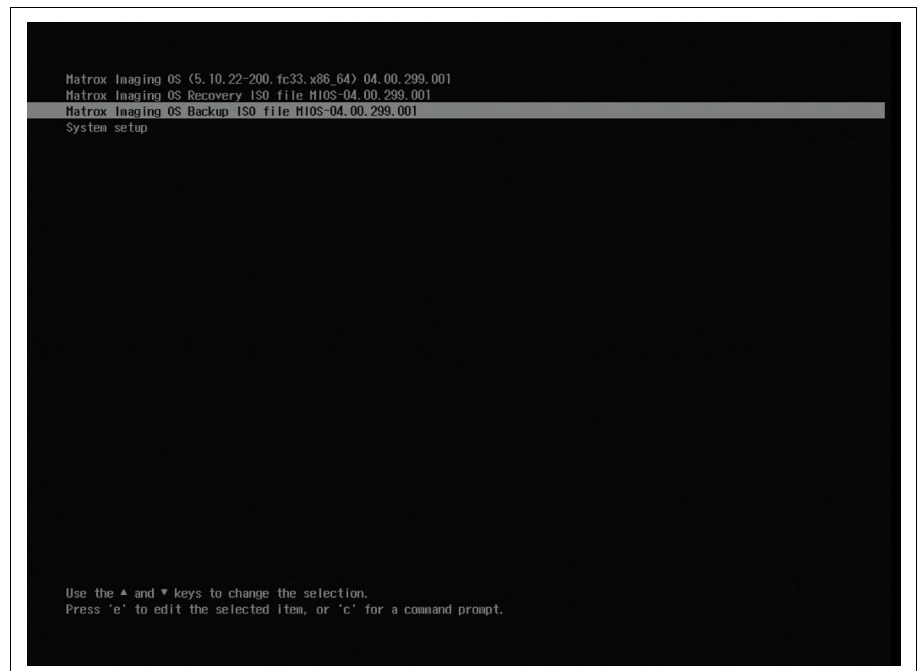 Matrox Imaging OS (5.10.22-200.fc33.x86_64) 04.00.299.001
Matrox Imaging OS Recovery ISO file MIOS-04.00.299.001
Matrox Imaging OS Backup ISO file MIOS-04.00.299.001
System setup
Use the ▲ and ▼ keys to change the selection.
Press 'e' to edit the selected item, or 'c' for a command prompt.